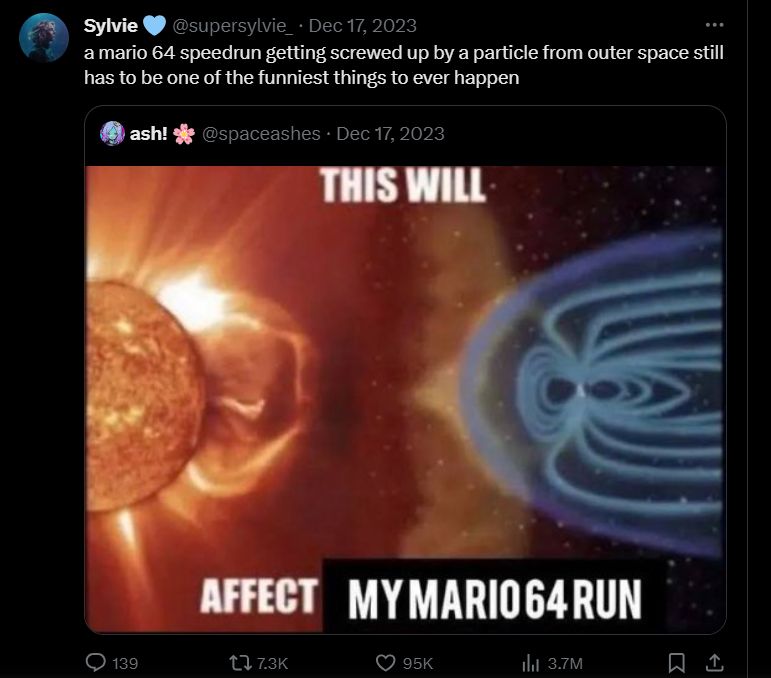 Sylvie 💙 @supersylvie_ · Dec 17, 2023
a mario 64 speedrun getting screwed up by a particle from outer space still
has to be one of the funniest things to ever happen
ash! 🌸 @spaceashes · Dec 17, 2023
THIS WILL
AFFECT MY MARIO 64 RUN
139 7.3K 95K 3.7M